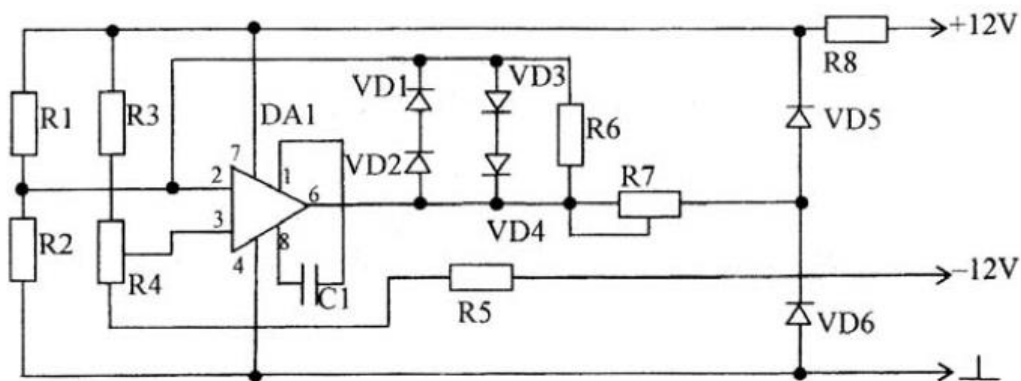 +12V
R8
VD1
VD3
R1
R3
DA1
R6
VD5
7
VD2
1
2
6
R7
3
R2
8
VD4
R4
4
–12V
C1
R5
VD6